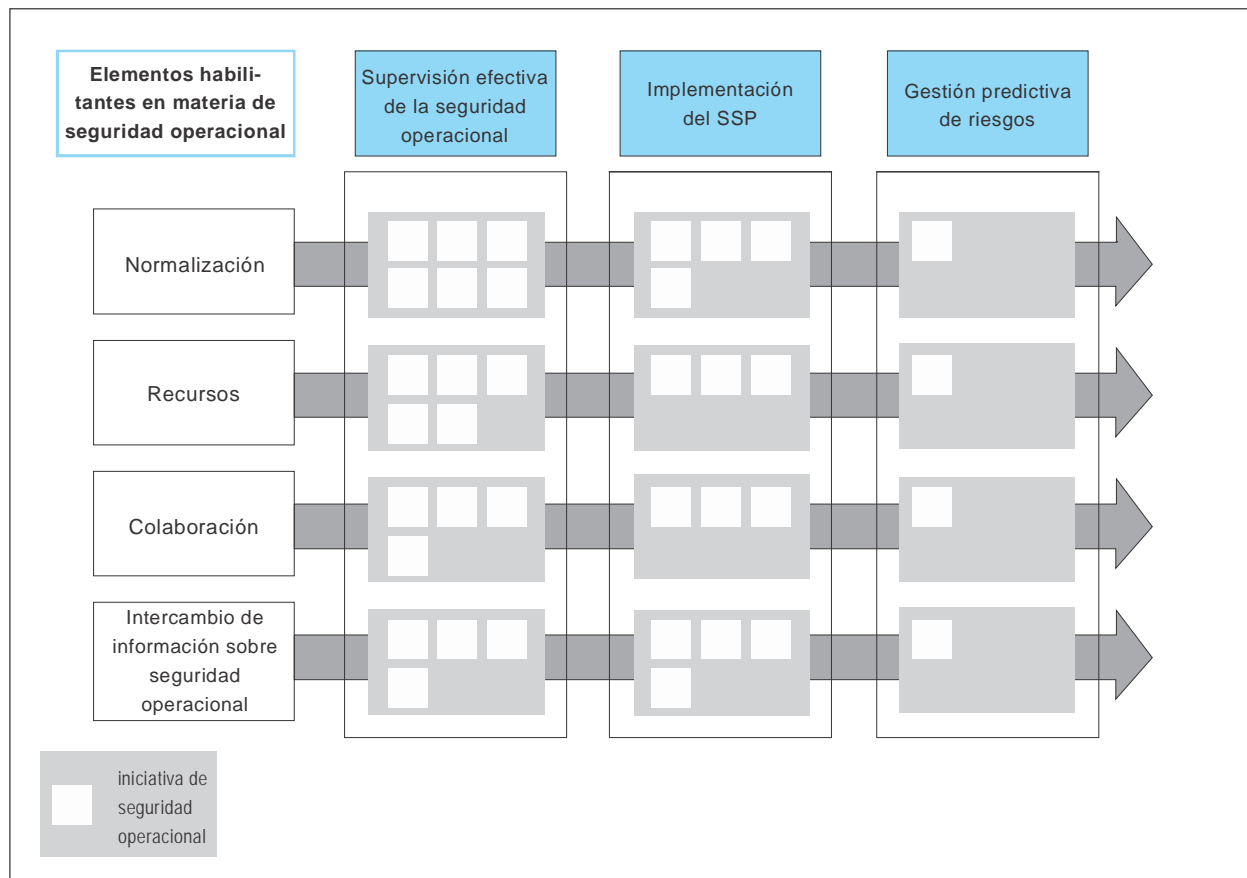 Elementos habili-
tantes en materia de
seguridad operacional
Supervisión efectiva
de la seguridad
operacional
Implementación
del SSP
Gestión predictiva
de riesgos
Normalización
Recursos
Colaboración
Intercambio de
información sobre
seguridad
operacional
iniciativa de
seguridad
operacional